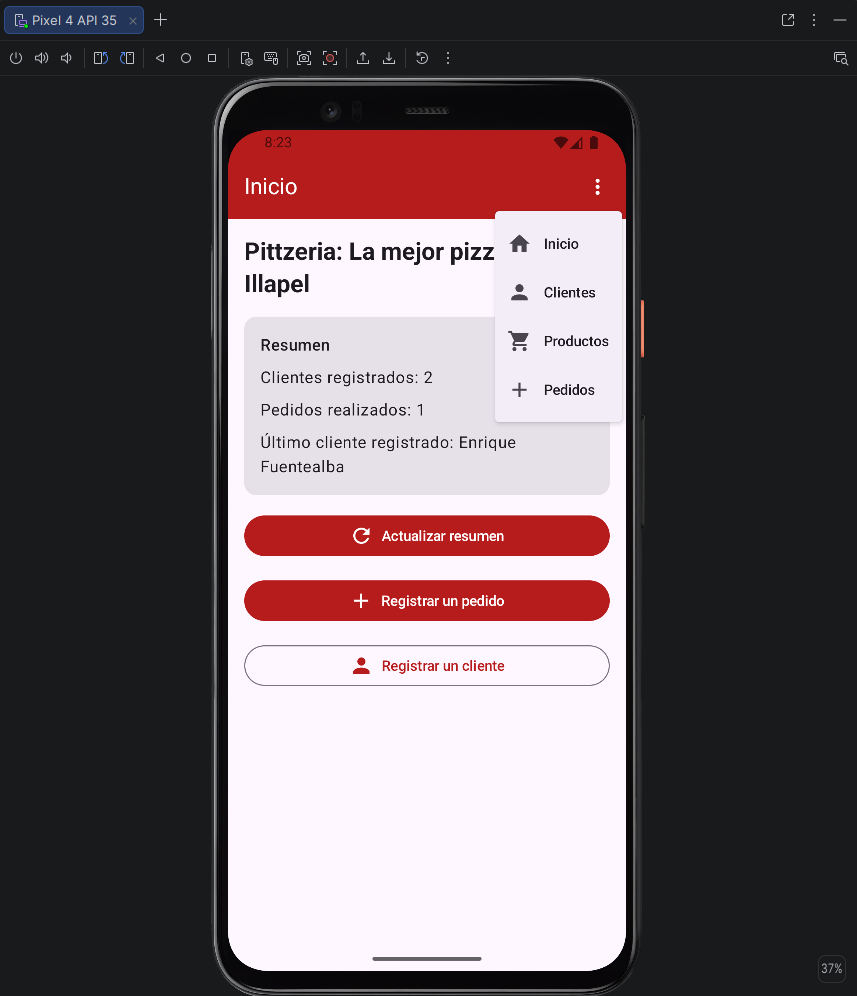 Pixel 4 API 35
8:23
Inicio
Inicio
Clientes
Productos
Pedidos
Pittzeria: La mejor pizz
Illapel
Resumen
Clientes registrados: 2
Pedidos realizados: 1
Último cliente registrado: Enrique
Fuentealba
Actualizar resumen
Registrar un pedido
Registrar un cliente
37%